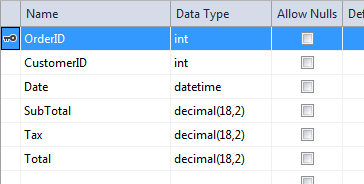 Name Data Type Allow Nulls De
OrderID int
CustomerID int
Date datetime
SubTotal decimal(18,2)
Tax decimal(18,2)
Total decimal(18,2)